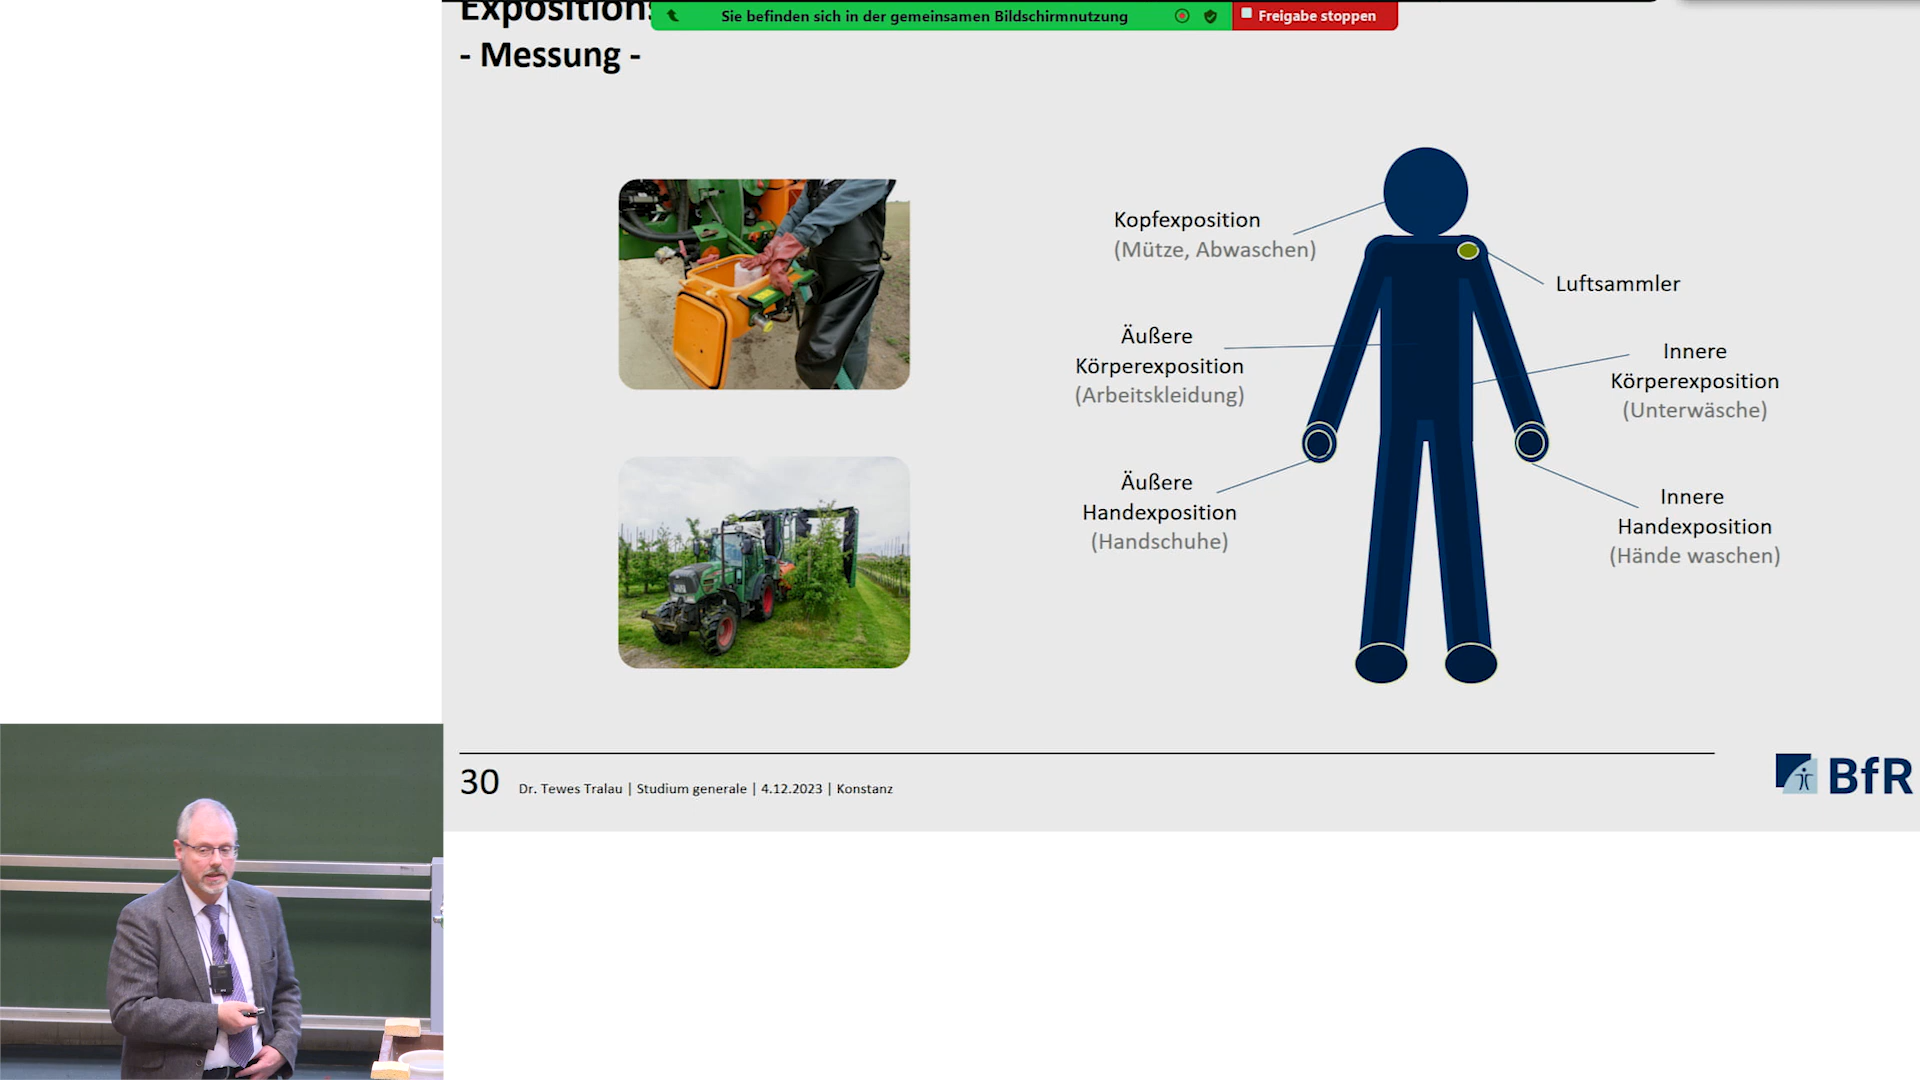 Expositions
Sie befinden sich in der gemeinsamen Bildschirmnutzung
Freigabe stoppen
- Messung -
Kopfexposition
(Mütze, Abwaschen)
Luftsammler
Äußere
Körperexposition
(Arbeitskleidung)
Innere
Körperexposition
(Unterwäsche)
Äußere
Handexposition
(Handschuhe)
Innere
Handexposition
(Hände waschen)
30
Dr. Tewes Tralau | Studium generale | 4.12.2023 | Konstanz
BfR